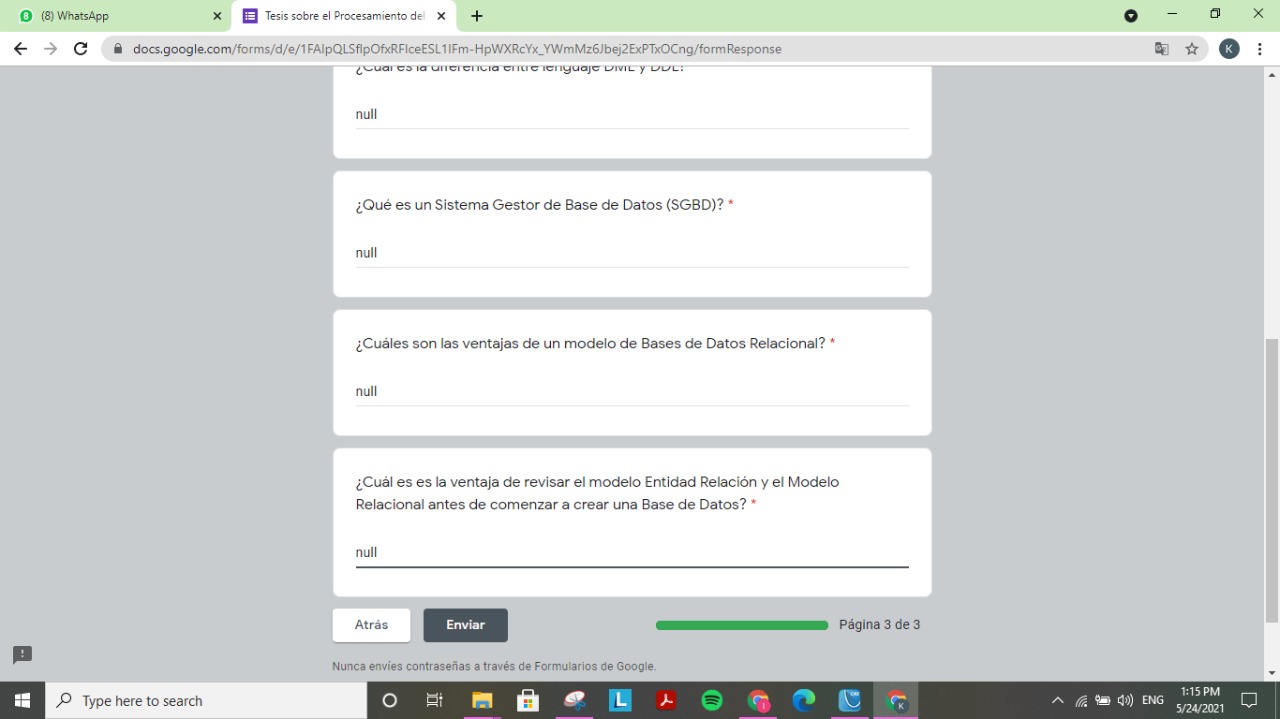 (8) WhatsApp
Tesis sobre el Procesamiento del
docs.google.com/forms/d/e/1FAIpQLSflpOfxRFIceESL1IFm-HpWXRcYx_YWmMz6Jbej2ExPTxOCng/formResponse
K
¿Cuál es la diferencia entre lenguaje DML y DDL?
null
¿Qué es un Sistema Gestor de Base de Datos (SGBD)? *
null
¿Cuáles son las ventajas de un modelo de Bases de Datos Relacional? *
null
¿Cuál es es la ventaja de revisar el modelo Entidad Relación y el Modelo
Relacional antes de comenzar a crear una Base de Datos? *
null
Atrás
Enviar
Página 3 de 3
Nunca envíes contraseñas a través de Formularios de Google.
Type here to search
L
ENG
1:15 PM
5/24/2021